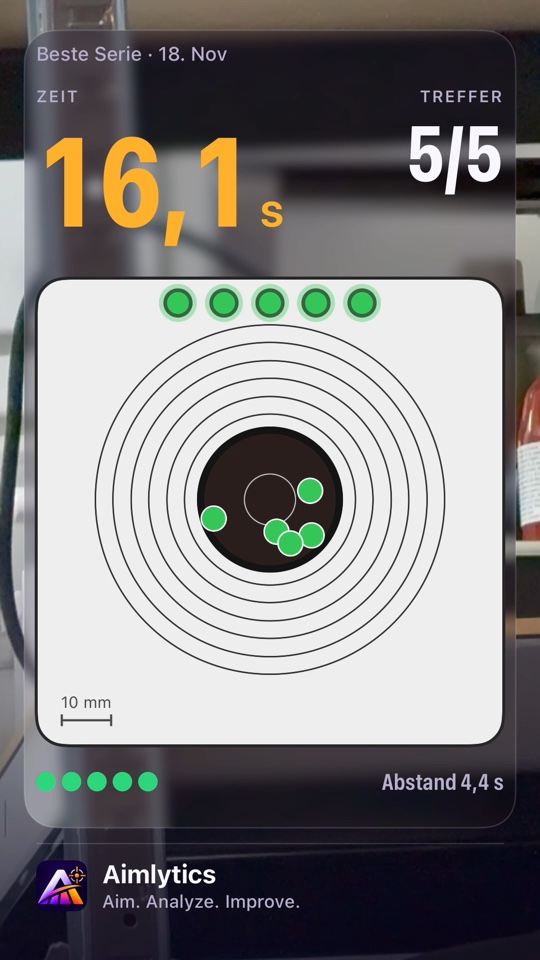 Beste Serie · 18. Nov
ZEIT
TREFFER
16,1 s
5/5
10 mm
Abstand 4,4 s
Aimlytics
Aim. Analyze. Improve.